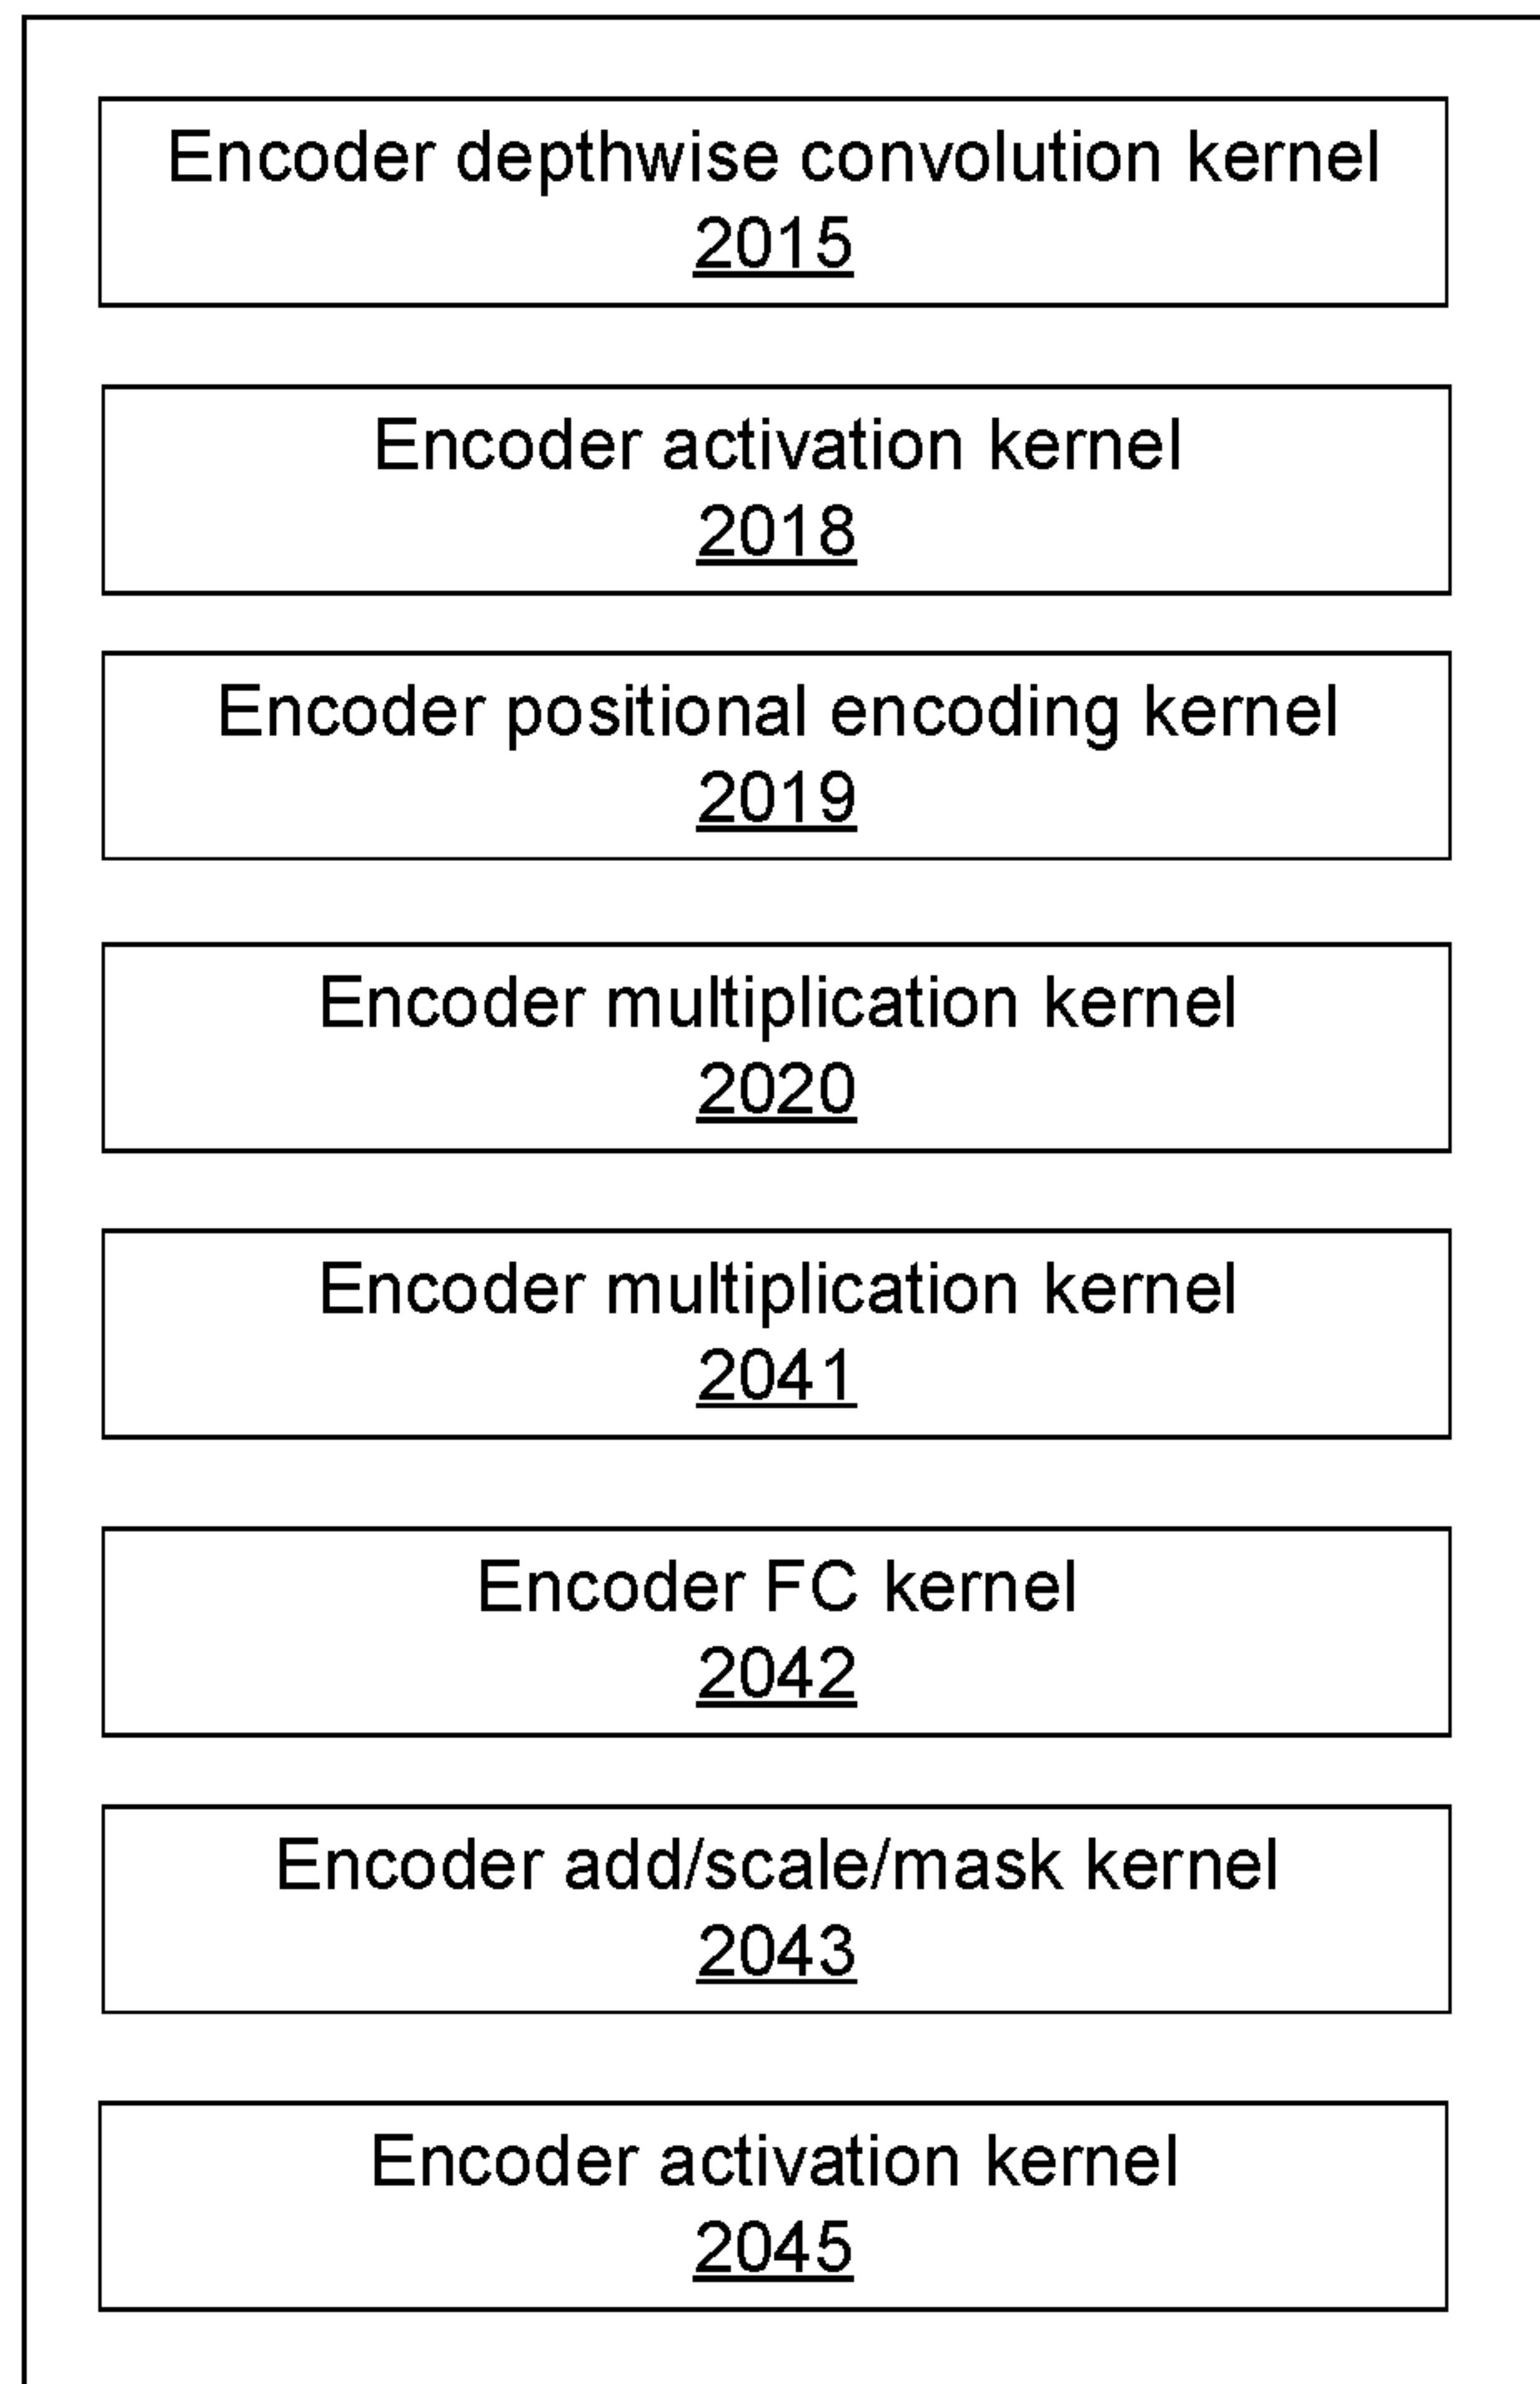 Encoder depthwise convolution kernel
2015
Encoder activation kernel
2018
Encoder positional encoding kernel
2019
Encoder multiplication kernel
2020
Encoder multiplication kernel
2041
Encoder FC kernel
2042
Encoder add/scale/mask kernel
2043
Encoder activation kernel
2045